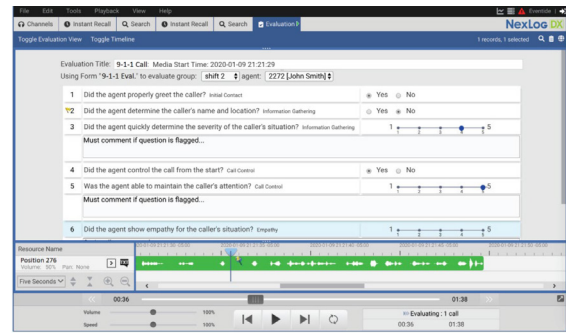 File Edit Tools Playback View Help Eventide
Channels Instant Recall Search Instant Recall Search Evaluation NexLog DX
Toggle Evaluation View Toggle Timeline 1 records, 1 selected
Evaluation Title: 9-1-1 Call: Media Start Time: 2020-01-09 21:21:29
Using Form "9-1-1 Eval." to evaluate group: shift 2 agent: 2272 [John Smith]
1 Did the agent properly greet the caller? Initial Contact Yes No
2 Did the agent determine the caller's name and location? Information Gathering Yes No
3 Did the agent quickly determine the severity of the caller's situation? Information Gathering 1 5
Must comment if question is flagged...
4 Did the agent control the call from the start? Call Control Yes No
5 Was the agent able to maintain the caller's attention? Call Control 1 5
Must comment if question is flagged...
6 Did the agent show empathy for the caller's situation? Empathy 1 5
Resource Name
Position 276
Volume: 80% Pan: None
Five Seconds
00:36 01:38
Volume 100% Evaluating : 1 call
Speed 100% 00:36 01:38